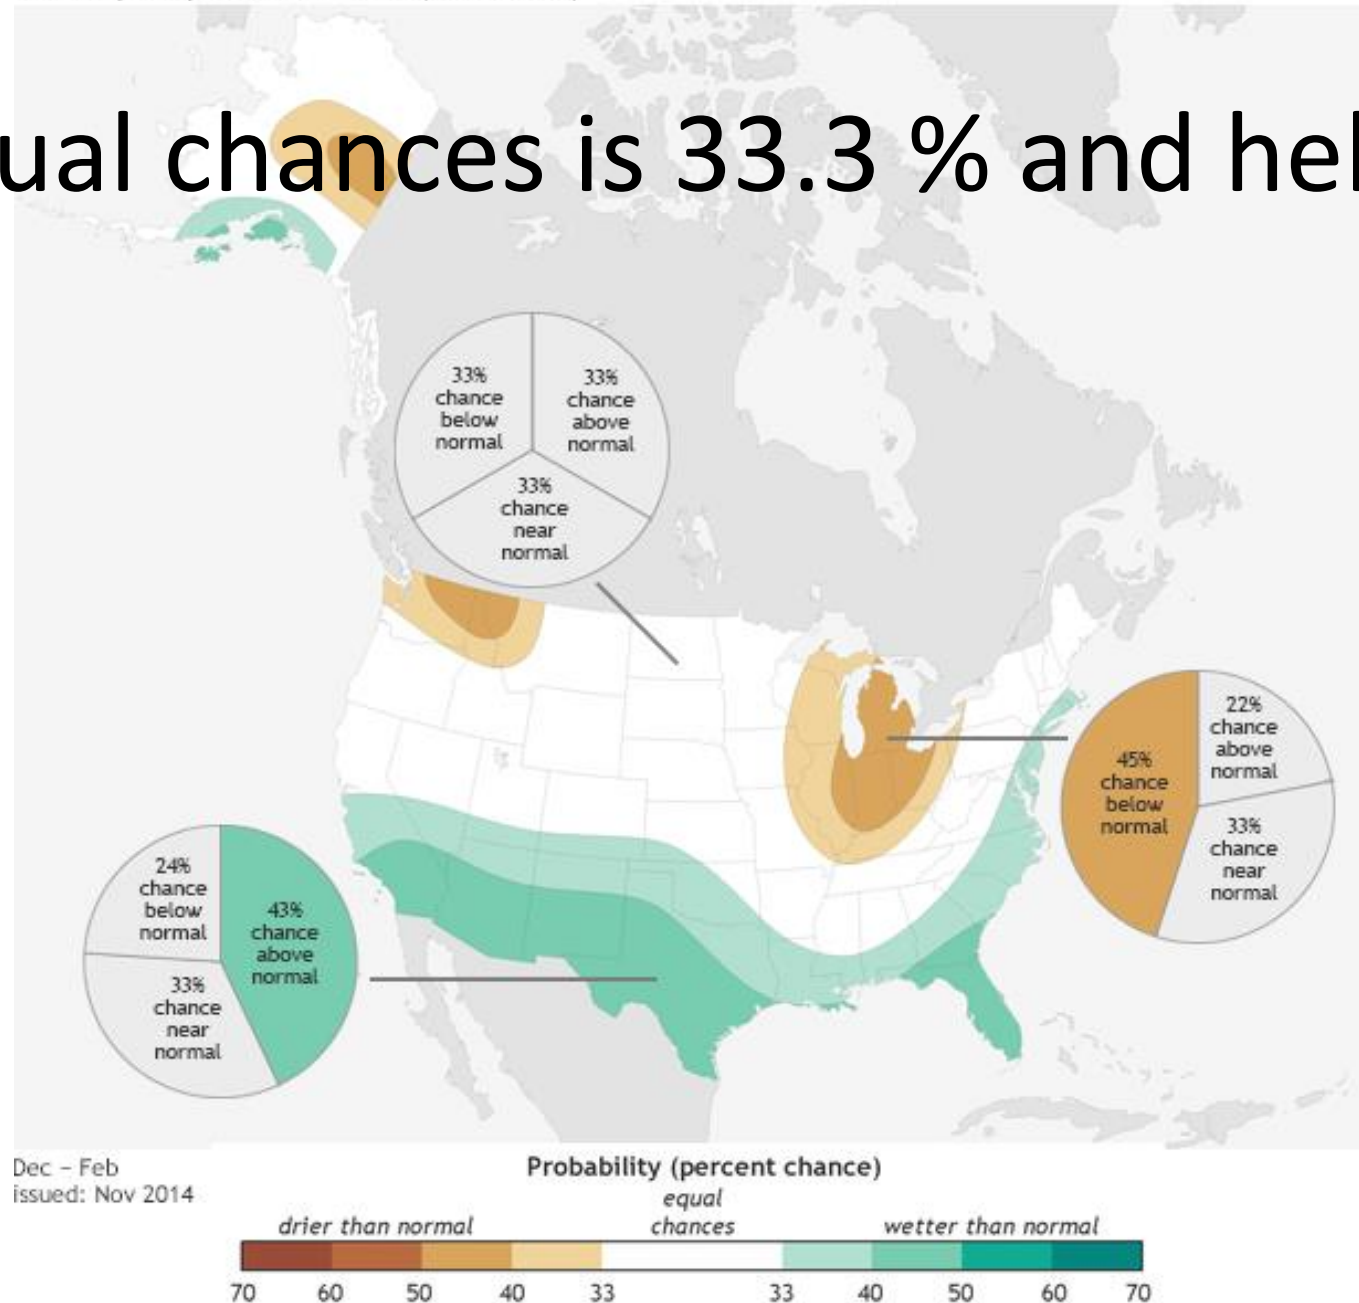 ual chances is 33.3 % and hel
33%
chance
below
normal
33%
chance
above
normal
33%
chance
near
normal
22%
chance
above
normal
45%
chance
below
normal
33%
chance
near
normal
24%
chance
below
normal
43%
chance
above
normal
33%
chance
near
normal
Dec – Feb
issued: Nov 2014
Probability (percent chance)
equal
chances
drier than normal
wetter than normal
70 60 50 40 33 33 40 50 60 70